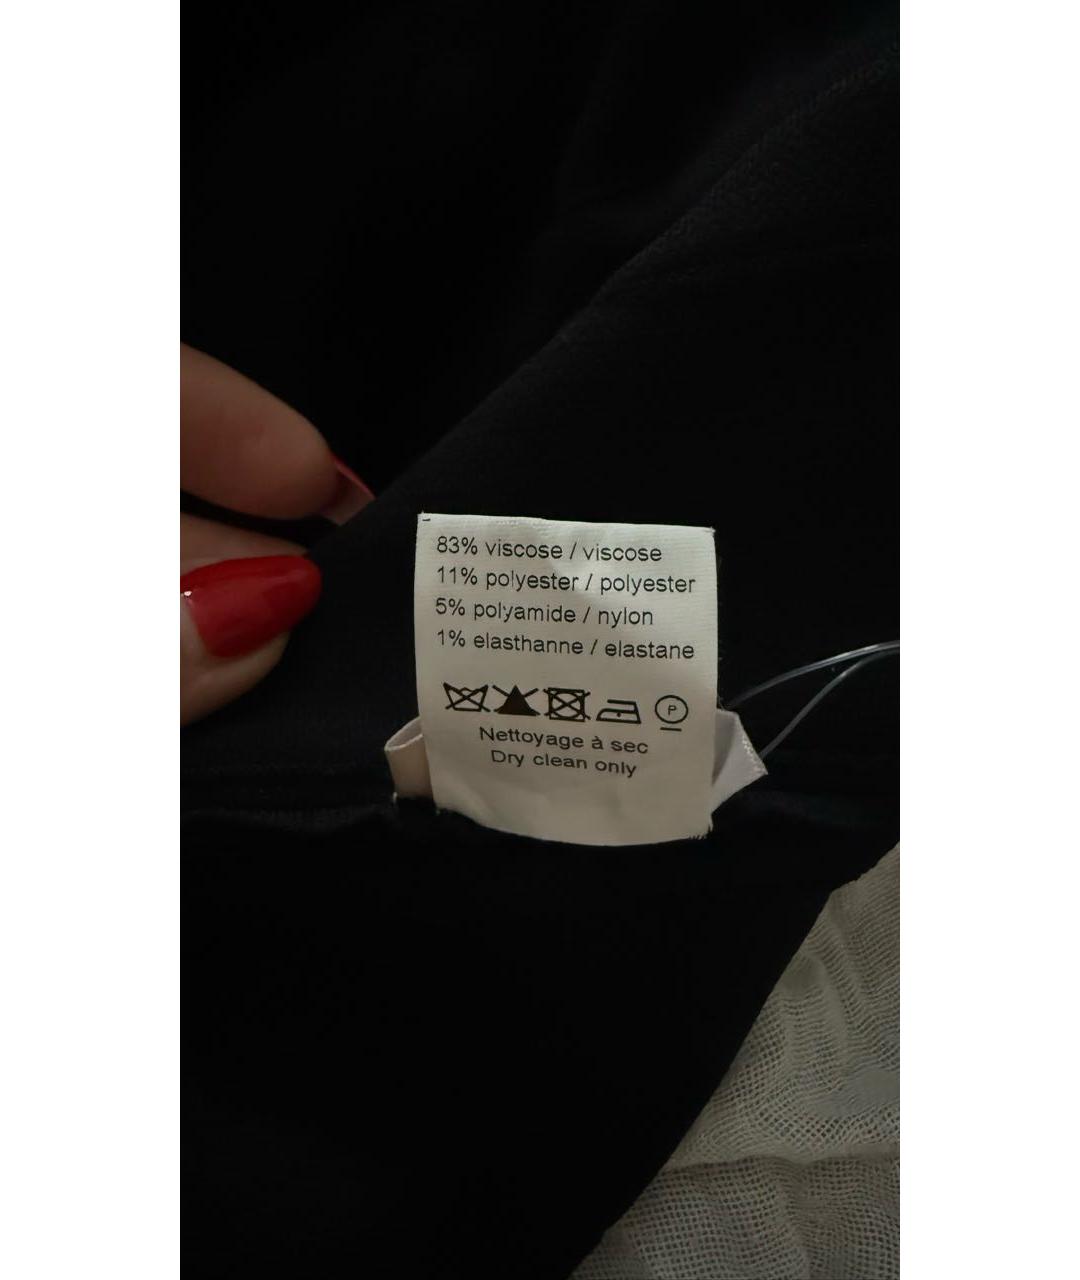 83% viscose / viscose
11% polyester / polyester
5% polyamide / nylon
1% elasthanne / elastane
P
Nettoyage à sec
Dry clean only